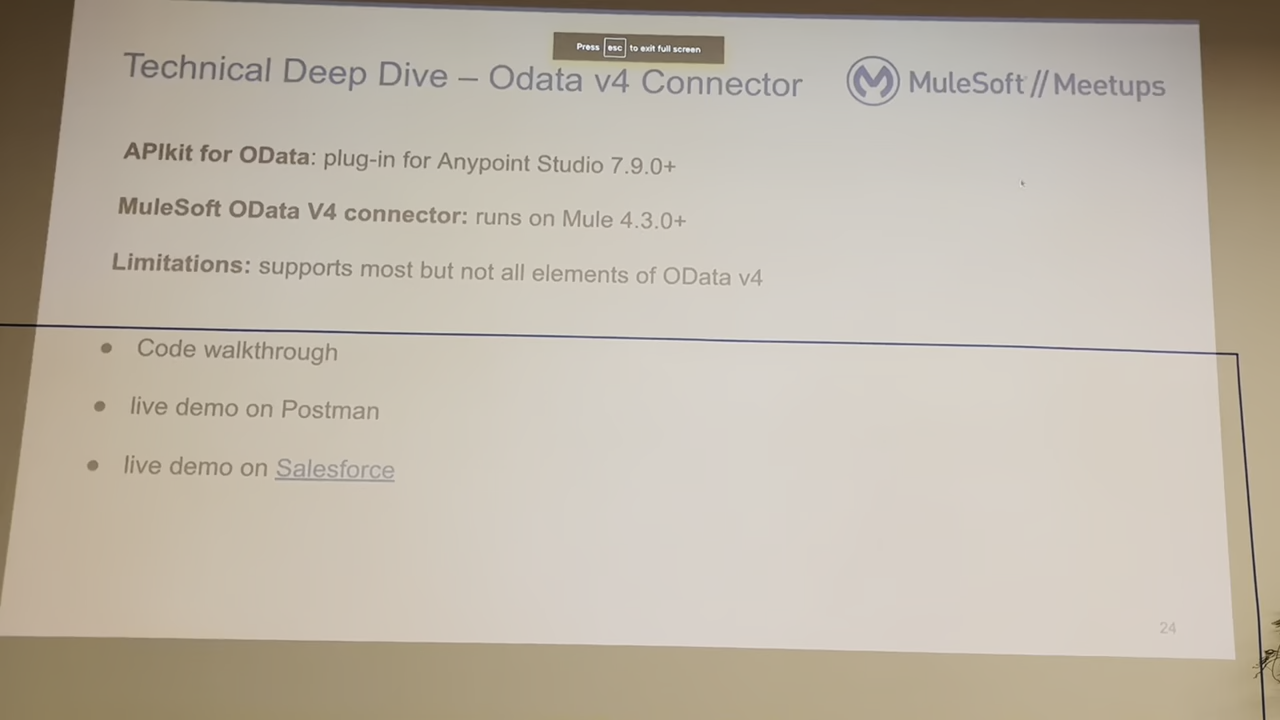 Press esc to exit full screen
Technical Deep Dive – Odata v4 Connector
MuleSoft // Meetups
APIkit for OData: plug-in for Anypoint Studio 7.9.0+
MuleSoft OData V4 connector: runs on Mule 4.3.0+
Limitations: supports most but not all elements of OData v4
● Code walkthrough
● live demo on Postman
● live demo on Salesforce
24